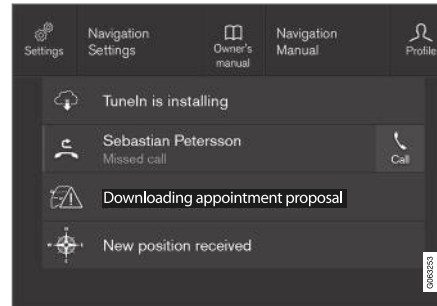 Settings
Navigation
Settings
Owner's
manual
Navigation
Manual
Profile
TuneIn is installing
Sebastian Petersson
Missed call
Call
Downloading appointment proposal
New position received
G063253